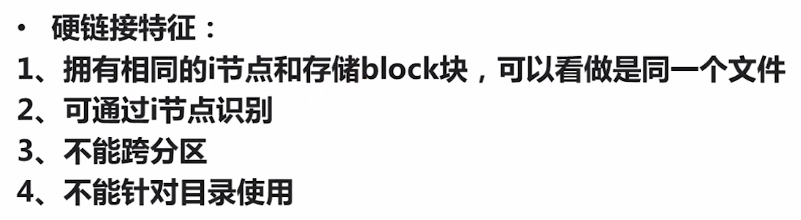 • 硬链接特征：
1、拥有相同的i节点和存储block块，可以看做是同一个文件
2、可通过i节点识别
3、不能跨分区
4、不能针对目录使用